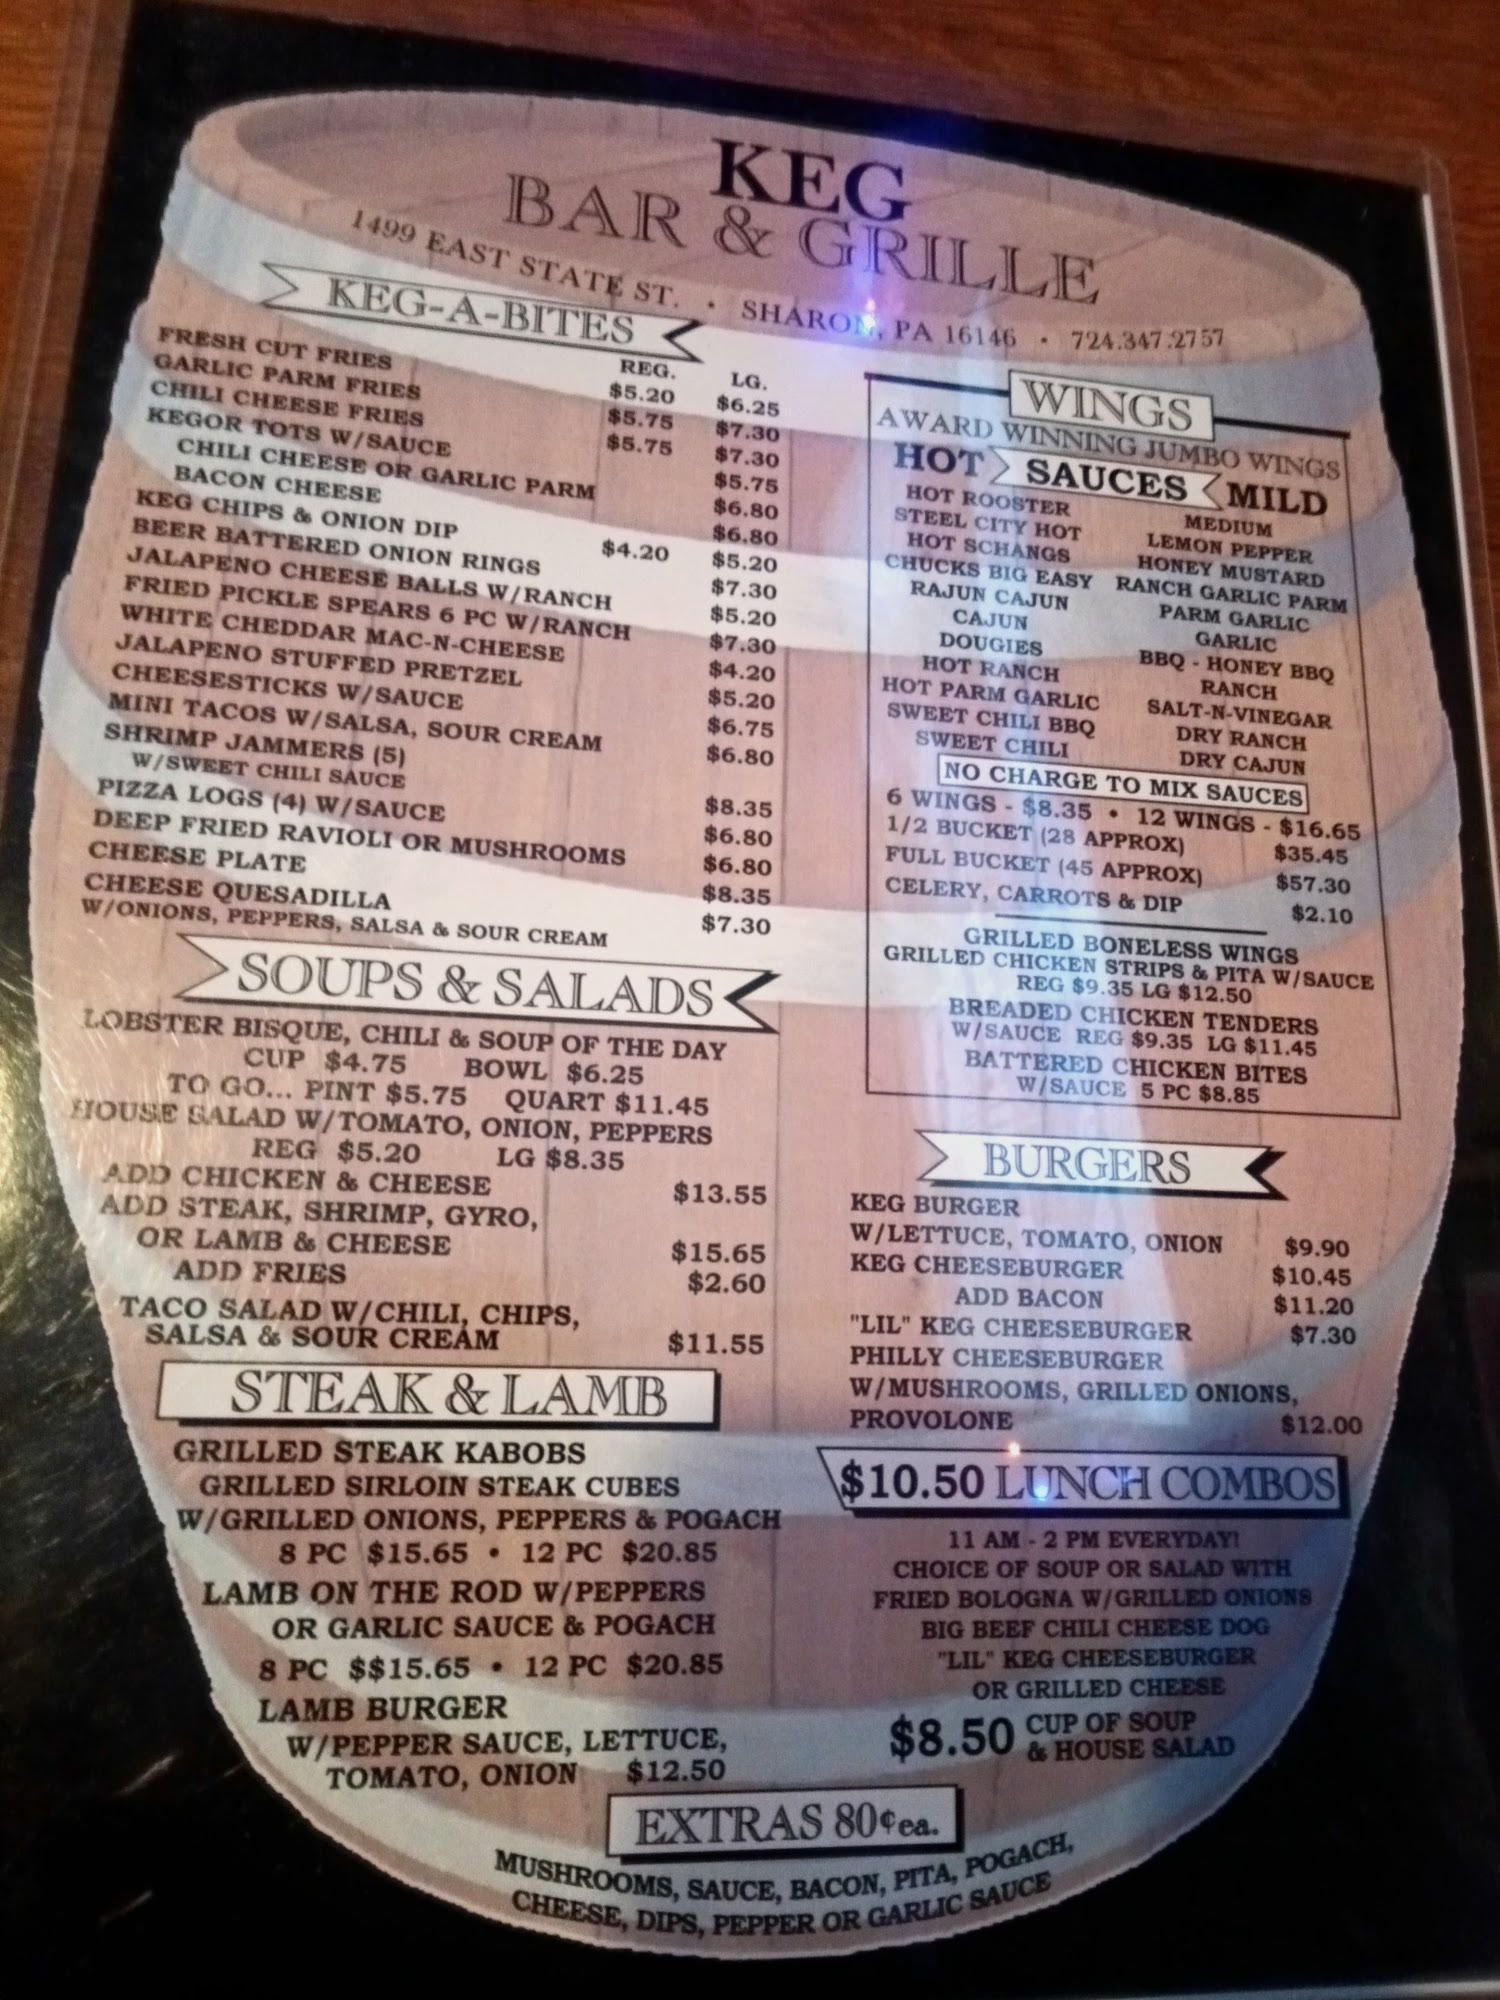 KEG
BAR & GRILLE
1499 EAST STATE ST. • SHARON, PA 16146 • 724.347.2757
KEG-A-BITES
REG. LG.
FRESH CUT FRIES $5.20 $6.25
GARLIC PARM FRIES $5.75 $7.30
CHILI CHEESE FRIES $5.75 $7.30
KEGOR TOTS W/SAUCE $5.75
CHILI CHEESE OR GARLIC PARM $6.80
BACON CHEESE $6.80
KEG CHIPS & ONION DIP $4.20 $5.20
BEER BATTERED ONION RINGS $7.30
JALAPENO CHEESE BALLS W/RANCH $5.20
FRIED PICKLE SPEARS 6 PC W/RANCH $7.30
WHITE CHEDDAR MAC-N-CHEESE $4.20
JALAPENO STUFFED PRETZEL $5.20
CHEESESTICKS W/SAUCE $6.75
MINI TACOS W/SALSA, SOUR CREAM $6.80
SHRIMP JAMMERS (5)
W/SWEET CHILI SAUCE $8.35
PIZZA LOGS (4) W/SAUCE $6.80
DEEP FRIED RAVIOLI OR MUSHROOMS $6.80
CHEESE PLATE $8.35
CHEESE QUESADILLA $7.30
W/ONIONS, PEPPERS, SALSA & SOUR CREAM
SOUPS & SALADS
LOBSTER BISQUE, CHILI & SOUP OF THE DAY
CUP $4.75 BOWL $6.25
TO GO... PINT $5.75 QUART $11.45
HOUSE SALAD W/TOMATO, ONION, PEPPERS
REG $5.20 LG $8.35
ADD CHICKEN & CHEESE $13.55
ADD STEAK, SHRIMP, GYRO,
OR LAMB & CHEESE $15.65
ADD FRIES $2.60
TACO SALAD W/CHILI, CHIPS,
SALSA & SOUR CREAM $11.55
STEAK & LAMB
GRILLED STEAK KABOBS
GRILLED SIRLOIN STEAK CUBES
W/GRILLED ONIONS, PEPPERS & POGACH
8 PC $15.65 • 12 PC $20.85
LAMB ON THE ROD W/PEPPERS
OR GARLIC SAUCE & POGACH
8 PC $$15.65 • 12 PC $20.85
LAMB BURGER
W/PEPPER SAUCE, LETTUCE,
TOMATO, ONION $12.50
WINGS
AWARD WINNING JUMBO WINGS
HOT SAUCES MILD
HOT ROOSTER MEDIUM
STEEL CITY HOT LEMON PEPPER
HOT SCHANGS HONEY MUSTARD
CHUCKS BIG EASY RANCH GARLIC PARM
RAJUN CAJUN PARM GARLIC
CAJUN GARLIC
DOUGIES BBQ - HONEY BBQ
HOT RANCH RANCH
HOT PARM GARLIC SALT-N-VINEGAR
SWEET CHILI BBQ DRY RANCH
SWEET CHILI DRY CAJUN
NO CHARGE TO MIX SAUCES
6 WINGS - $8.35 • 12 WINGS - $16.65
1/2 BUCKET (28 APPROX) $35.45
FULL BUCKET (45 APPROX) $57.30
CELERY, CARROTS & DIP $2.10
GRILLED BONELESS WINGS
GRILLED CHICKEN STRIPS & PITA W/SAUCE
REG $9.35 LG $12.50
BREADED CHICKEN TENDERS
W/SAUCE REG $9.35 LG $11.45
BATTERED CHICKEN BITES
W/SAUCE 5 PC $8.85
BURGERS
KEG BURGER
W/LETTUCE, TOMATO, ONION $9.90
KEG CHEESEBURGER $10.45
ADD BACON $11.20
"LIL" KEG CHEESEBURGER $7.30
PHILLY CHEESEBURGER
W/MUSHROOMS, GRILLED ONIONS,
PROVOLONE $12.00
$10.50 LUNCH COMBOS
11 AM - 2 PM EVERYDAY!
CHOICE OF SOUP OR SALAD WITH
FRIED BOLOGNA W/GRILLED ONIONS
BIG BEEF CHILI CHEESE DOG
"LIL" KEG CHEESEBURGER
OR GRILLED CHEESE
$8.50 CUP OF SOUP
& HOUSE SALAD
EXTRAS 80¢ea.
MUSHROOMS, SAUCE, BACON, PITA, POGACH,
CHEESE, DIPS, PEPPER OR GARLIC SAUCE